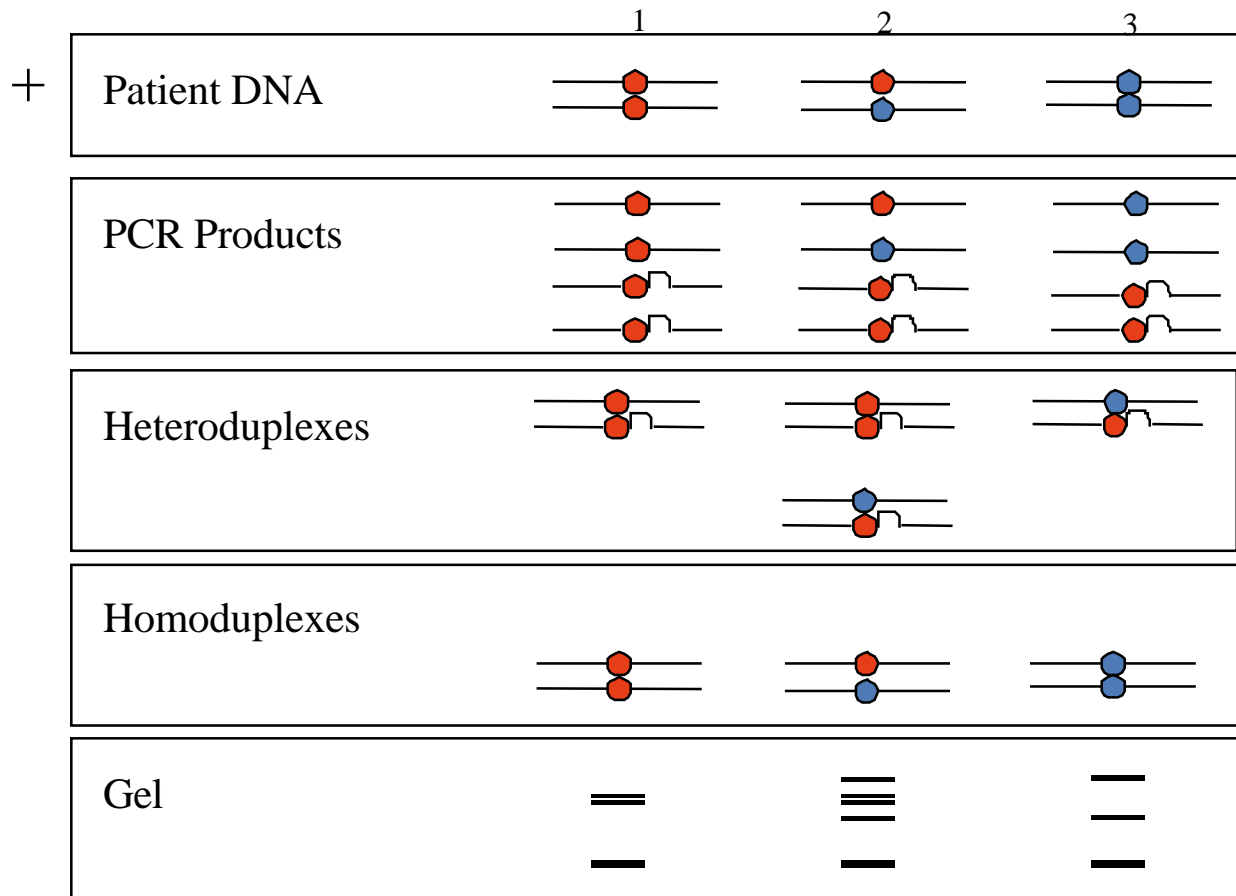 1 2 3
+ Patient DNA
PCR Products
Heteroduplexes
Homoduplexes
Gel